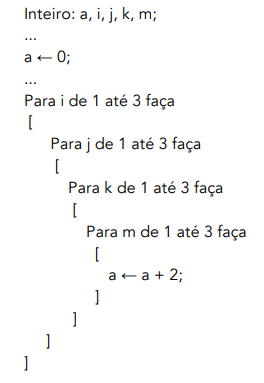 Inteiro: a, i, j, k, m;
...
a ← 0;
...
Para i de 1 até 3 faça
[
Para j de 1 até 3 faça
[
Para k de 1 até 3 faça
[
Para m de 1 até 3 faça
[
a ← a + 2;
]
]
]
]